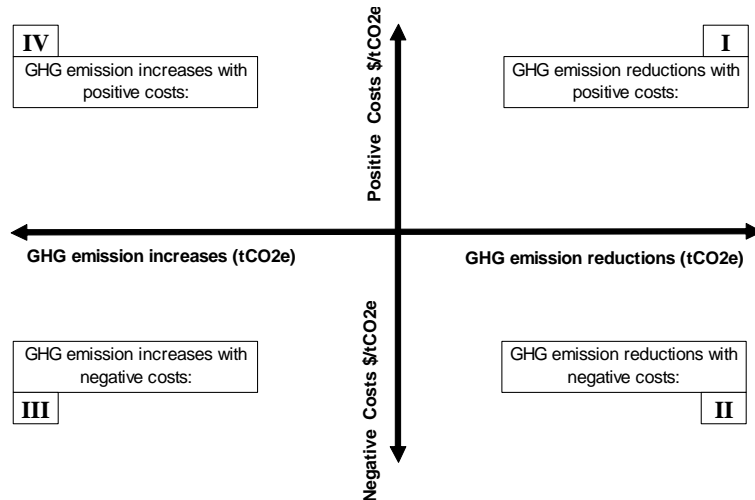 IV
GHG emission increases with
positive costs:
I
GHG emission reductions with
positive costs:
Positive Costs $/tCO2e
GHG emission increases (tCO2e)
GHG emission reductions (tCO2e)
GHG emission increases with
negative costs:
III
GHG emission reductions with
negative costs:
II
Negative Costs $/tCO2e